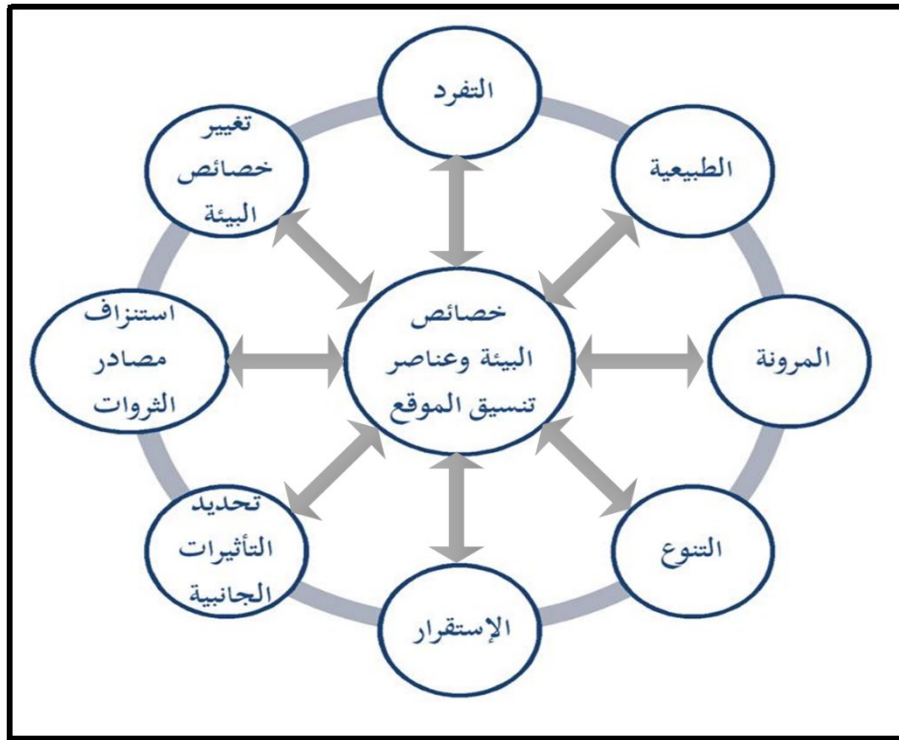 التفرد
الطبيعية
المرونة
التنوع
الإستقرار
تحديد
التأثيرات
الجانبية
استنزاف
مصادر
الثروات
تغيير
خصائص
البيئة
خصائص
البيئة وعناصر
تنسيق الموقع